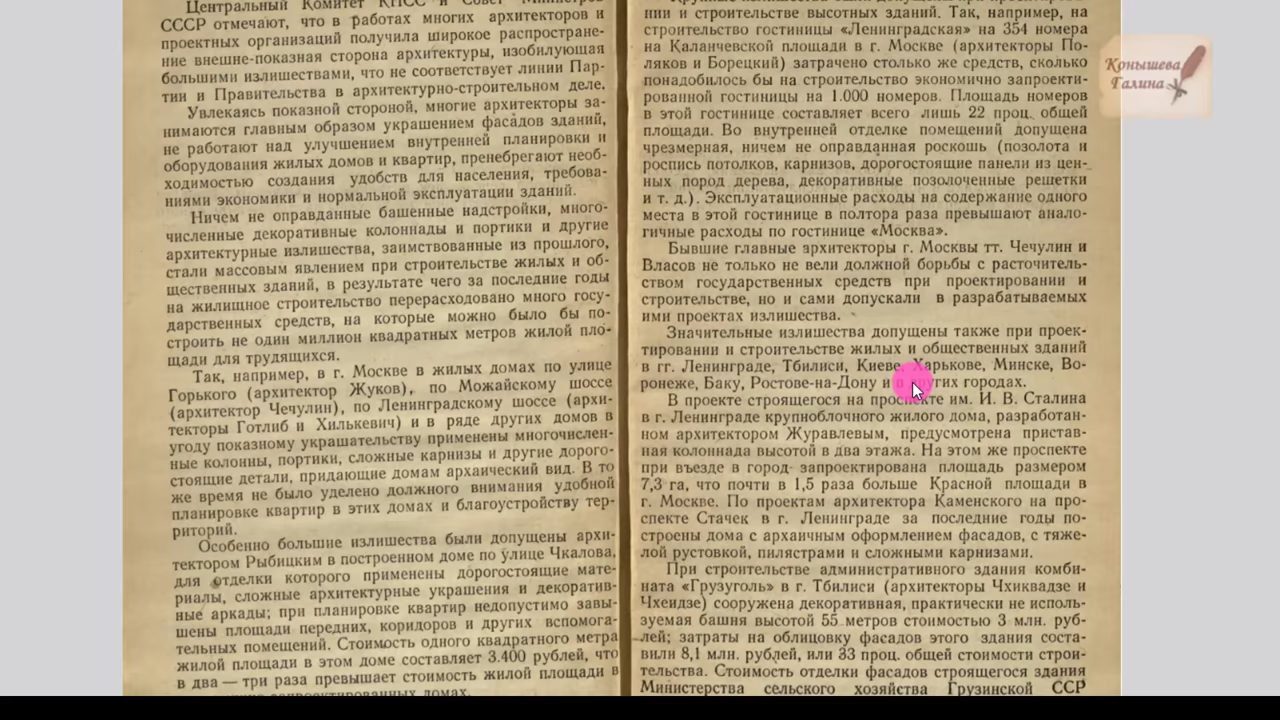 Центральный Комитет КПСС и Совет Министров
СССР отмечают, что в работах многих архитекторов и
проектных организаций получила широкое распростране-
ние внешне-показная сторона архитектуры, изобилующая
большими излишествами, что не соответствует линии Пар-
тии и Правительства в архитектурно-строительном деле.
Увлекаясь показной стороной, многие архитекторы за-
нимаются главным образом украшением фасадов зданий,
не работают над улучшением внутренней планировки и
оборудования жилых домов и квартир, пренебрегают необ-
ходимостью создания удобств для населения, требова-
ниями экономики и нормальной эксплуатации зданий.
Ничем не оправданные башенные надстройки, много-
численные декоративные колоннады и портики и другие
архитектурные излишества, заимствованные из прошлого,
стали массовым явлением при строительстве жилых и об-
щественных зданий, в результате чего за последние годы
на жилищное строительство перерасходовано много госу-
дарственных средств, на которые можно было бы по-
строить не один миллион квадратных метров жилой пло-
щади для трудящихся.
Так, например, в г. Москве в жилых домах по улице
Горького (архитектор Жуков), по Можайскому шоссе
(архитектор Чечулин), по Ленинградскому шоссе (архи-
текторы Готлиб и Хилькевич) и в ряде других домов в
угоду показному украшательству применены многочислен-
ные колонны, портики, сложные карнизы и другие дорого-
стоящие детали, придающие домам архаический вид. В то
же время не было уделено должного внимания удобной
планировке квартир в этих домах и благоустройству тер-
риторий.
Особенно большие излишества были допущены архи-
тектором Рыбицким в построенном доме по улице Чкалова,
для отделки которого применены дорогостоящие мате-
риалы, сложные архитектурные украшения и декоратив-
ные аркады; при планировке квартир недопустимо завы-
шены площади передних, коридоров и других вспомога-
тельных помещений. Стоимость одного квадратного метра
жилой площади в этом доме составляет 3.400 рублей, что
в два — три раза превышает стоимость жилой площади в
запроектированных домах.
нии и строительстве высотных зданий. Так, например, на
строительство гостиницы «Ленинградская» на 354 номера
на Каланчевской площади в г. Москве (архитекторы По-
ляков и Борецкий) затрачено столько же средств, сколько
понадобилось бы на строительство экономично запроекти-
рованной гостиницы на 1.000 номеров. Площадь номеров
в этой гостинице составляет всего лишь 22 проц. общей
площади. Во внутренней отделке помещений допущена
чрезмерная, ничем не оправданная роскошь (позолота и
роспись потолков, карнизов, дорогостоящие панели из цен-
ных пород дерева, декоративные позолоченные решетки
и т. д.). Эксплуатационные расходы на содержание одного
места в этой гостинице в полтора раза превышают анало-
гичные расходы по гостинице «Москва».
Бывшие главные архитекторы г. Москвы тт. Чечулин и
Власов не только не вели должной борьбы с расточитель-
ством государственных средств при проектировании и
строительстве, но и сами допускали в разрабатываемых
ими проектах излишества.
Значительные излишества допущены также при проек-
тировании и строительстве жилых и общественных зданий
в гг. Ленинграде, Тбилиси, Киеве, Харькове, Минске, Во-
ронеже, Баку, Ростове-на-Дону и в других городах.
В проекте строящегося на проспекте им. И. В. Сталина
в г. Ленинграде крупноблочного жилого дома, разработан-
ном архитектором Журавлевым, предусмотрена пристав-
ная колоннада высотой в два этажа. На этом же проспекте
при въезде в город запроектирована площадь размером
7,3 га, что почти в 1,5 раза больше Красной площади в
г. Москве. По проектам архитектора Каменского на про-
спекте Стачек в г. Ленинграде за последние годы по-
строены дома с архаичным оформлением фасадов, с тяже-
лой рустовкой, пилястрами и сложными карнизами.
При строительстве административного здания комби-
ната «Грузуголь» в г. Тбилиси (архитекторы Чхиквадзе и
Чхеидзе) сооружена декоративная, практически не исполь-
зуемая башня высотой 55 метров стоимостью 3 млн. руб-
лей; затраты на облицовку фасадов этого здания соста-
вили 8,1 млн. рублей, или 33 проц. общей стоимости строи-
тельства. Стоимость отделки фасадов строящегося здания
Министерства сельского хозяйства Грузинской ССР
Конышева
Галина